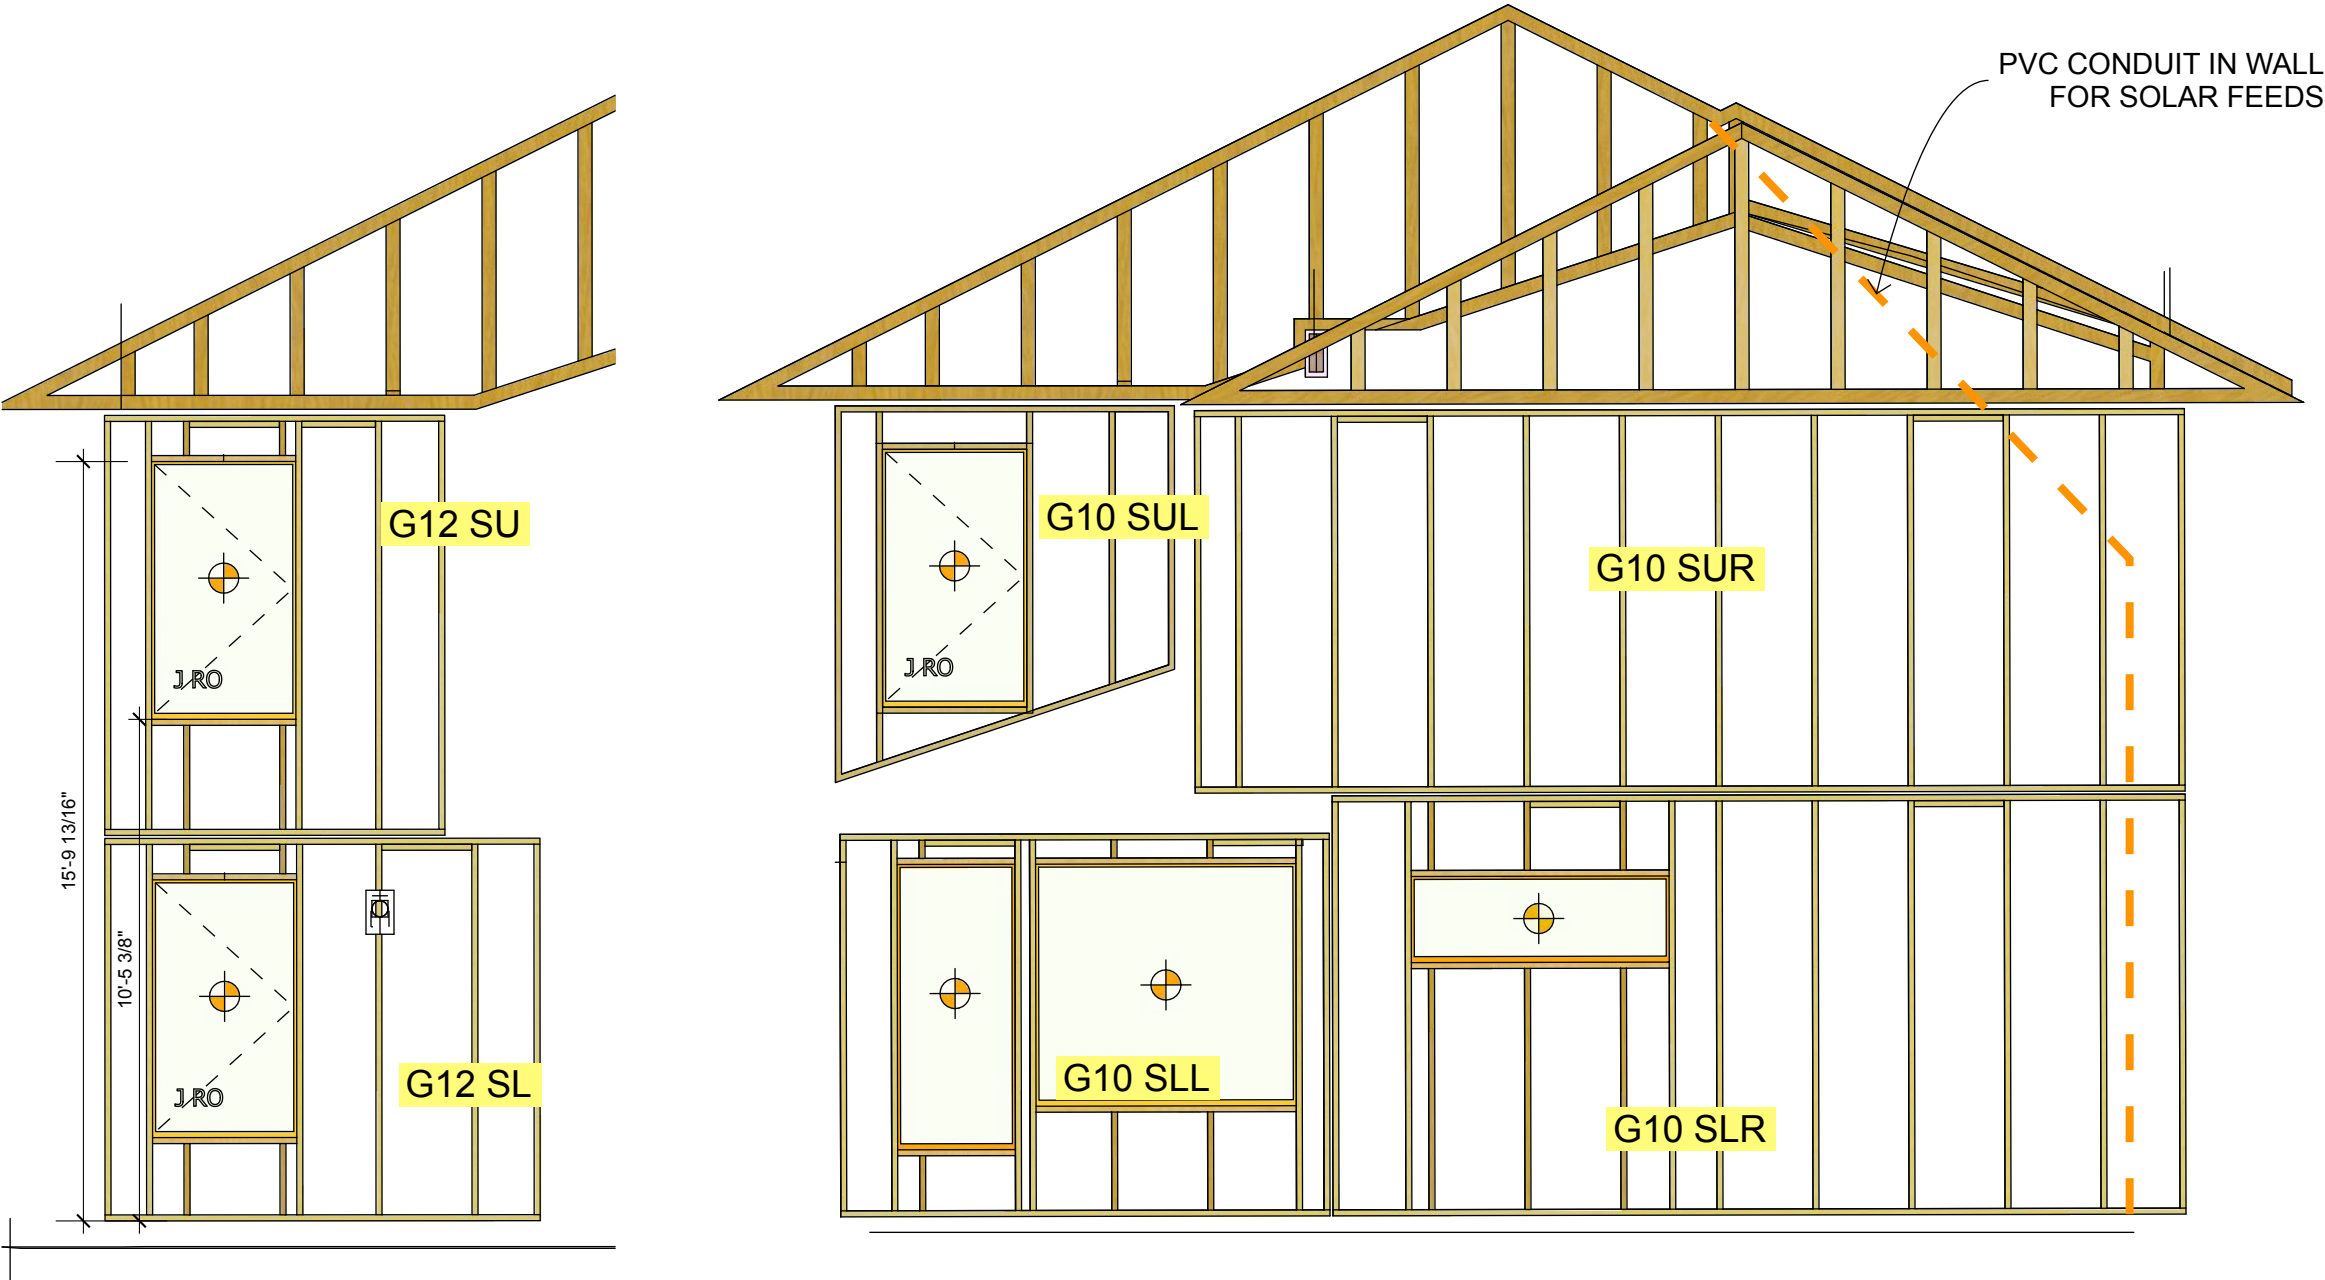 PVC CONDUIT IN WALL
FOR SOLAR FEEDS
G12 SU
G10 SUL
G10 SUR
J RO
J RO
15'-9 13/16"
10'-5 3/8"
G12 SL
G10 SLL
G10 SLR
J RO